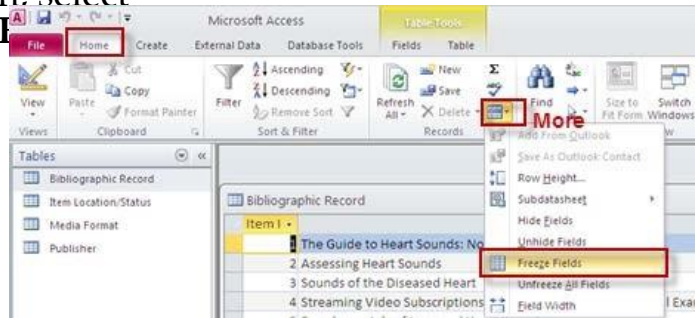 n, select
Microsoft Access
Table Tools
File Home Create External Data Database Tools Fields Table
View Paste Cut Copy Format Painter
Filter Ascending Descending Remove Sort
Refresh All New Save Delete
Σ
Find
Size to Fit Form Switch Windows
More
Views Clipboard Sort & Filter Records
Add From Outlook
Save As Outlook Contact
Row Height...
Subdatasheet
Hide Fields
Unhide Fields
Freeze Fields
Unfreeze All Fields
Field Width
Tables
Bibliographic Record
Item Location/Status
Media Format
Publisher
Bibliographic Record
Item I
1 The Guide to Heart Sounds: No
2 Assessing Heart Sounds
3 Sounds of the Diseased Heart
4 Streaming Video Subscriptions
l Exa